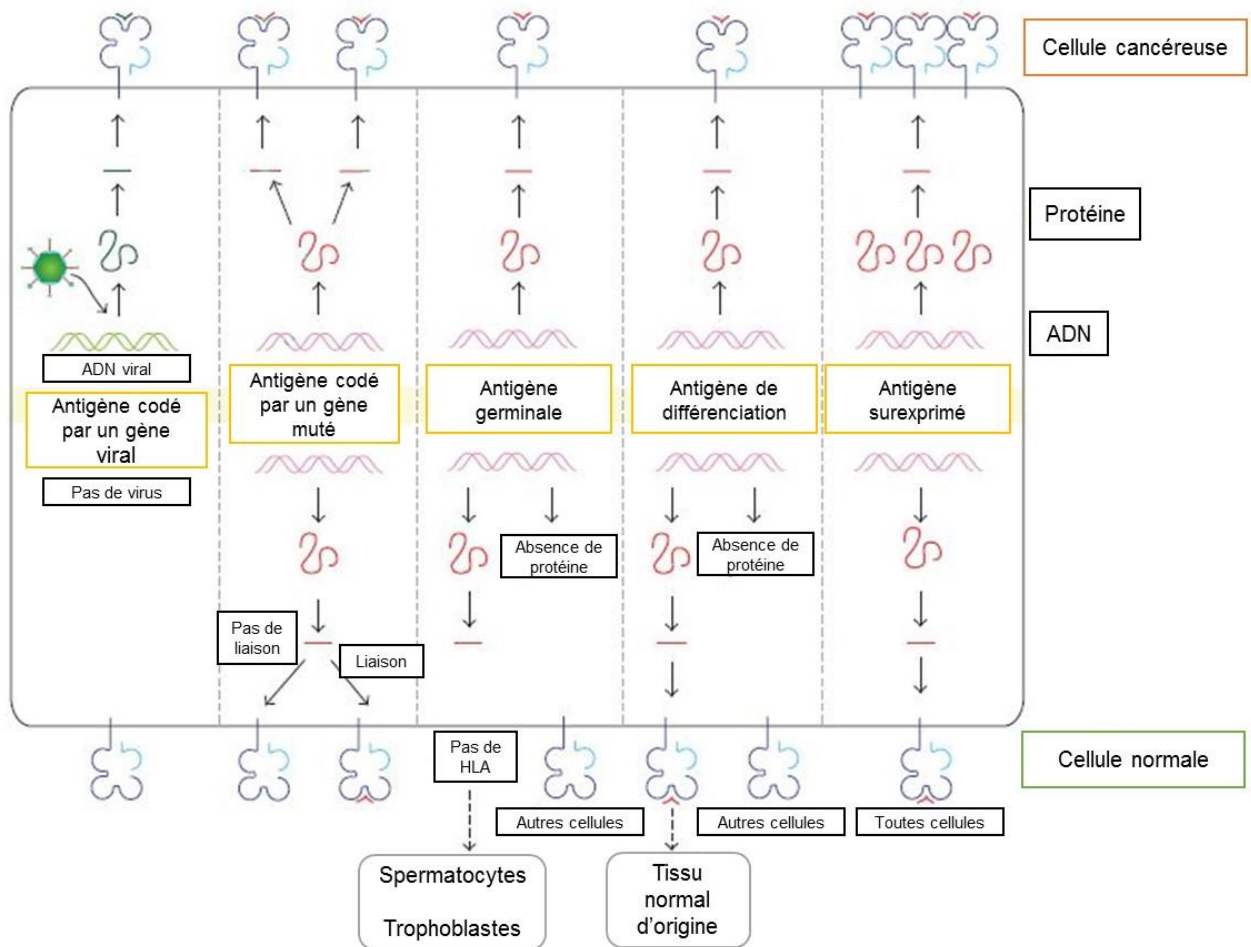 Cellule cancéreuse
Protéine
ADN
ADN viral
Antigène codé
par un gène
viral
Pas de virus
Antigène codé
par un gène
muté
Antigène
germinale
Antigène de
différenciation
Antigène
surexprimé
Absence de
protéine
Absence de
protéine
Pas de
liaison
Liaison
Pas de
HLA
Cellule normale
Autres cellules
Autres cellules
Toutes cellules
Spermatocytes
Trophoblastes
Tissu
normal
d'origine